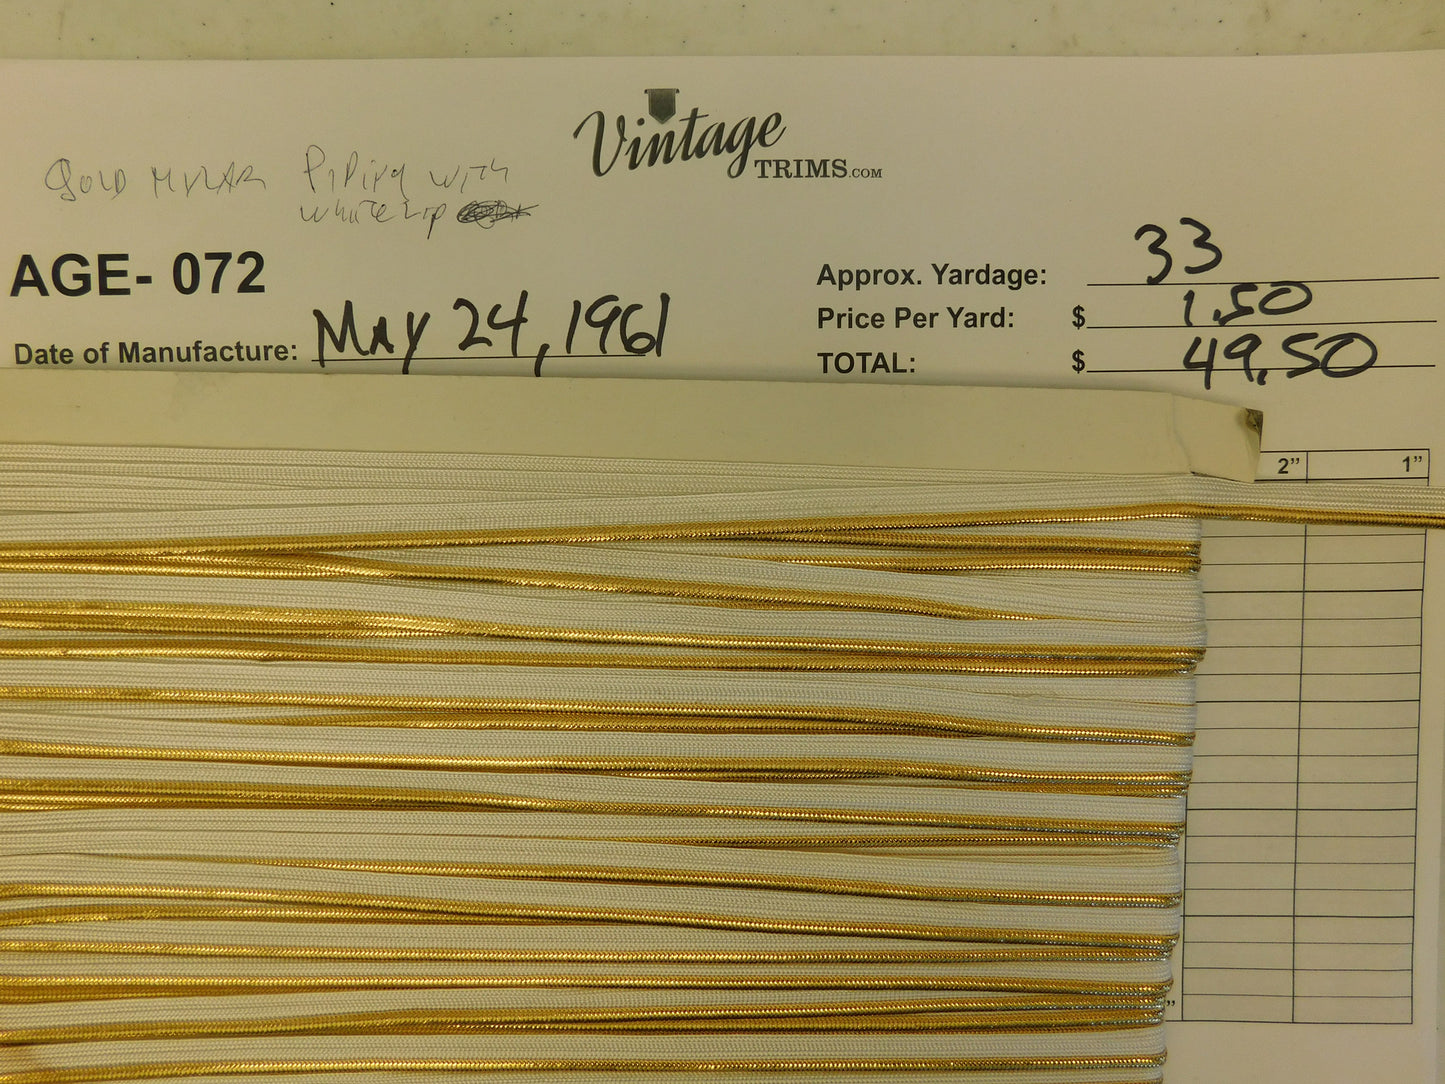 Vintage
TRIMS.COM
GOLD MYLAR PIPING WITH
WHITE LIP
AGE- 072
Date of Manufacture: MAY 24, 1961
Approx. Yardage: 33
Price Per Yard: $ 1.50
TOTAL: $ 49.50
2" 1"
"